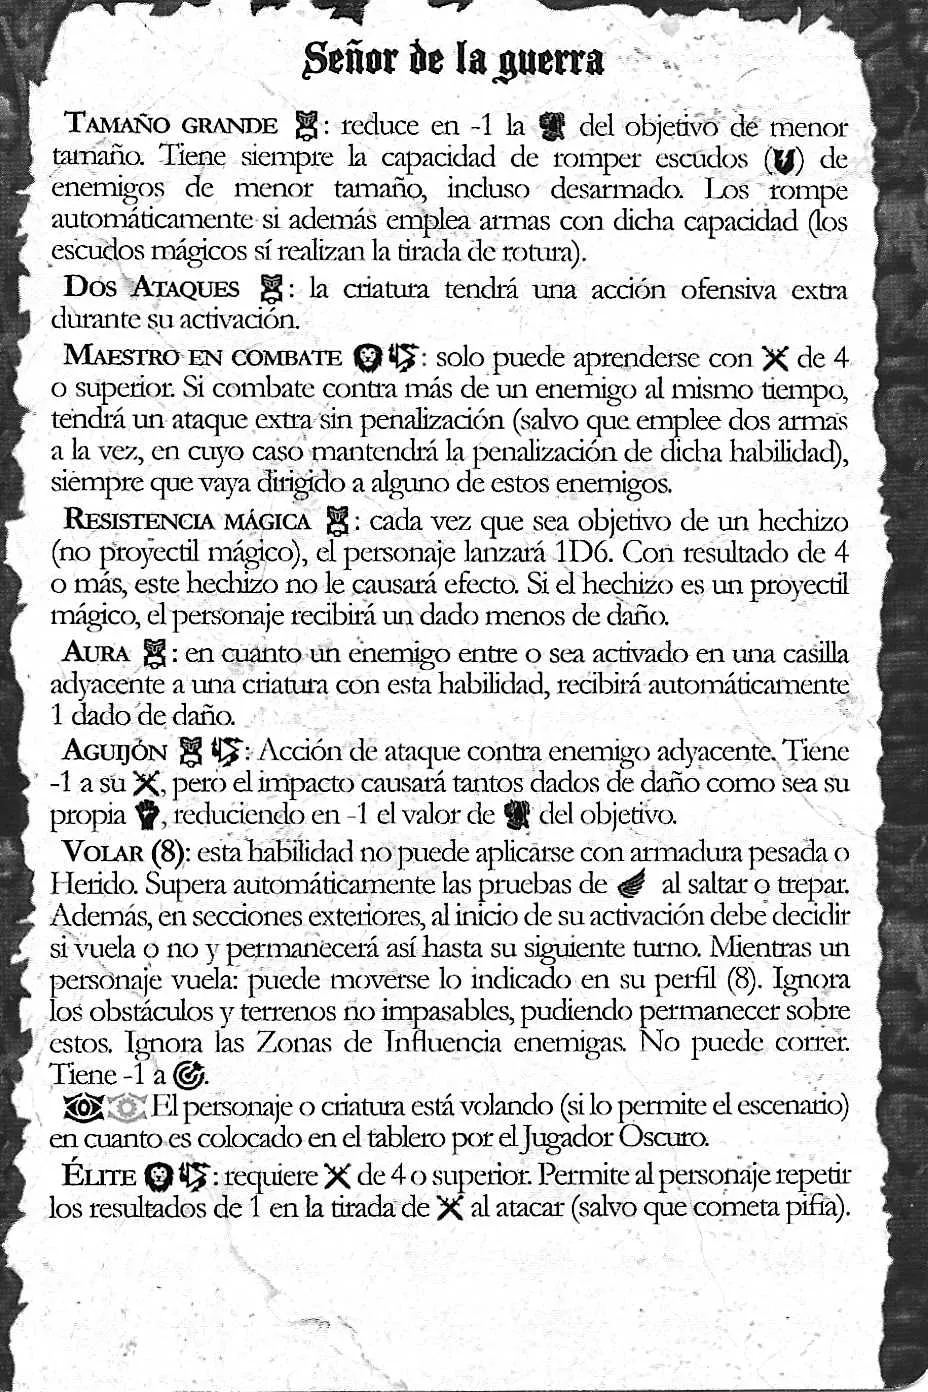 Señor de la guerra
TAMAÑO GRANDE : reduce en -1 la del objetivo de menor
tamaño. Tiene siempre la capacidad de romper escudos () de
enemigos de menor tamaño, incluso desarmado. Los rompe
automáticamente si además emplea armas con dicha capacidad (los
escudos mágicos sí realizan la tirada de rotura).
DOS ATAQUES : la criatura tendrá una acción ofensiva extra
durante su activación.
MAESTRO EN COMBATE : solo puede aprenderse con de 4
o superior. Si combate contra más de un enemigo al mismo tiempo,
tendrá un ataque extra sin penalización (salvo que emplee dos armas
a la vez, en cuyo caso mantendrá la penalización de dicha habilidad),
siempre que vaya dirigido a alguno de estos enemigos.
RESISTENCIA MÁGICA : cada vez que sea objetivo de un hechizo
(no proyectil mágico), el personaje lanzará 1D6. Con resultado de 4
o más, este hechizo no le causará efecto. Si el hechizo es un proyectil
mágico, el personaje recibirá un dado menos de daño.
AURA : en cuanto un enemigo entre o sea activado en una casilla
adyacente a una criatura con esta habilidad, recibirá automáticamente
1 dado de daño.
AGUIJÓN : Acción de ataque contra enemigo adyacente. Tiene
-1 a su , pero el impacto causará tantos dados de daño como sea su
propia , reduciendo en -1 el valor de del objetivo.
VOLAR (8): esta habilidad no puede aplicarse con armadura pesada o
Herido. Supera automáticamente las pruebas de al saltar o trepar.
Además, en secciones exteriores, al inicio de su activación debe decidir
si vuela o no y permanecerá así hasta su siguiente turno. Mientras un
personaje vuela: puede moverse lo indicado en su perfil (8). Ignora
los obstáculos y terrenos no impasables, pudiendo permanecer sobre
estos. Ignora las Zonas de Influencia enemigas. No puede correr.
Tiene -1 a .
El personaje o criatura está volando (si lo permite el escenario)
en cuanto es colocado en el tablero por el Jugador Oscuro.
ÉLITE : requiere de 4 o superior. Permite al personaje repetir
los resultados de 1 en la tirada de al atacar (salvo que cometa pifia).